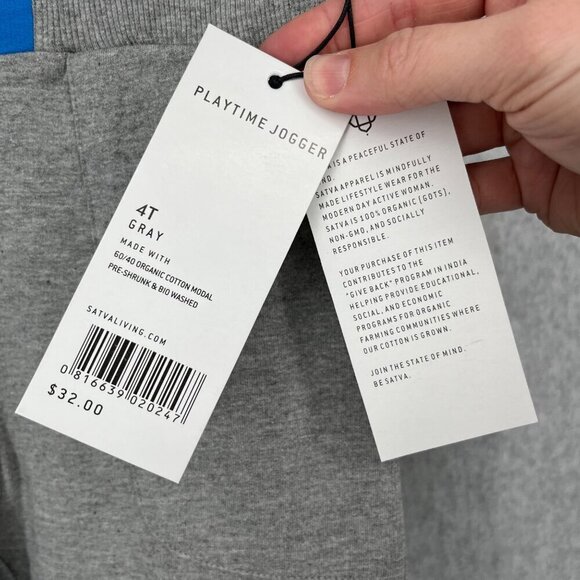 PLAYTIME JOGGER
4T
GRAY
MADE WITH
60/40 ORGANIC COTTON MODAL
PRE-SHRUNK & BIO WASHED
SATVALIVING.COM
0 816639 020247
$32.00
IS A PEACEFUL STATE OF
SATVA APPAREL IS MINDFULLY
MADE LIFESTYLE WEAR FOR THE
MODERN DAY ACTIVE WOMAN.
SATVA IS 100% ORGANIC (GOTS),
NON-GMO, AND SOCIALLY
RESPONSIBLE.
YOUR PURCHASE OF THIS ITEM
CONTRIBUTES TO THE
"GIVE BACK" PROGRAM IN INDIA
HELPING PROVIDE EDUCATIONAL,
SOCIAL, AND ECONOMIC
PROGRAMS FOR ORGANIC
FARMING COMMUNITIES WHERE
OUR COTTON IS GROWN.
JOIN THE STATE OF MIND.
BE SATVA.